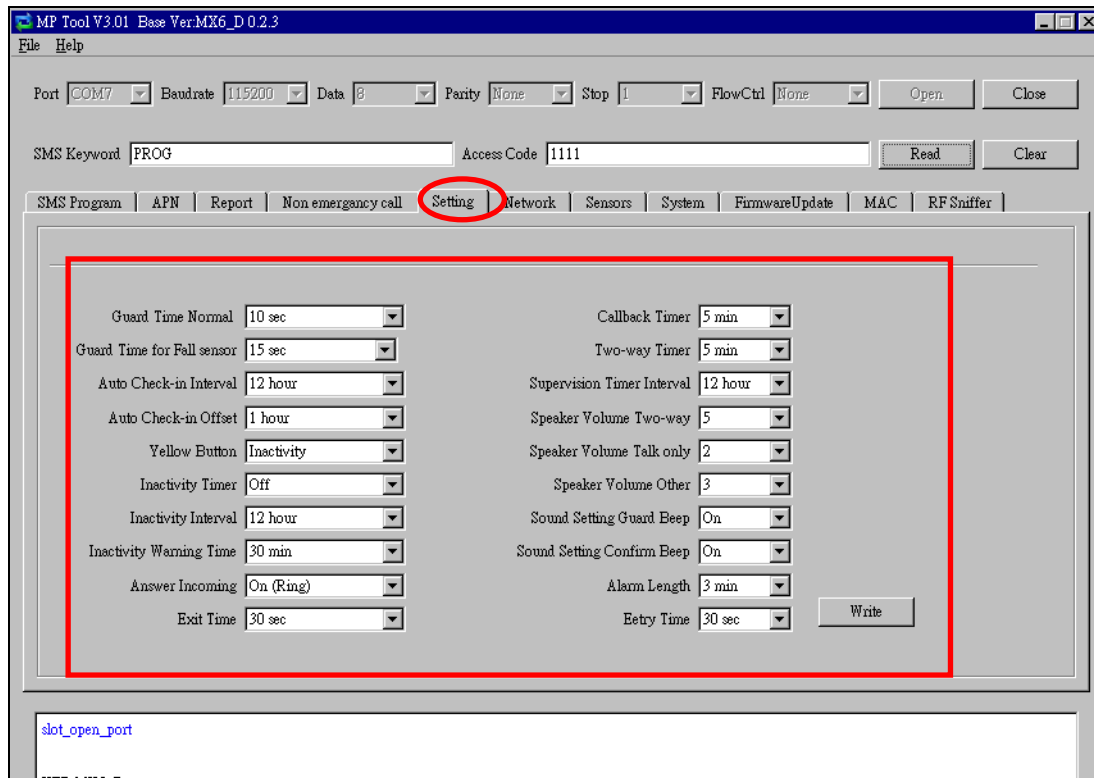 MP Tool V3.01 Base Ver:MX6_D 0.2.3
File Help
Port COM7 Baudrate 115200 Data 8 Parity None Stop 1 FlowCtrl None Open Close
SMS Keyword PROG Access Code 1111 Read Clear
SMS Program APN Report Non emergancy call Setting Network Sensors System FirmwareUpdate MAC RF Sniffer
Guard Time Normal 10 sec Callback Timer 5 min
Guard Time for Fall sensor 15 sec Two-way Timer 5 min
Auto Check-in Interval 12 hour Supervision Timer Interval 12 hour
Auto Check-in Offset 1 hour Speaker Volume Two-way 5
Yellow Button Inactivity Speaker Volume Talk only 2
Inactivity Timer Off Speaker Volume Other 3
Inactivity Interval 12 hour Sound Setting Guard Beep On
Inactivity Warning Time 30 min Sound Setting Confirm Beep On
Answer Incoming On (Ring) Alarm Length 3 min
Exit Time 30 sec Eetry Time 30 sec Write
slot_open_port